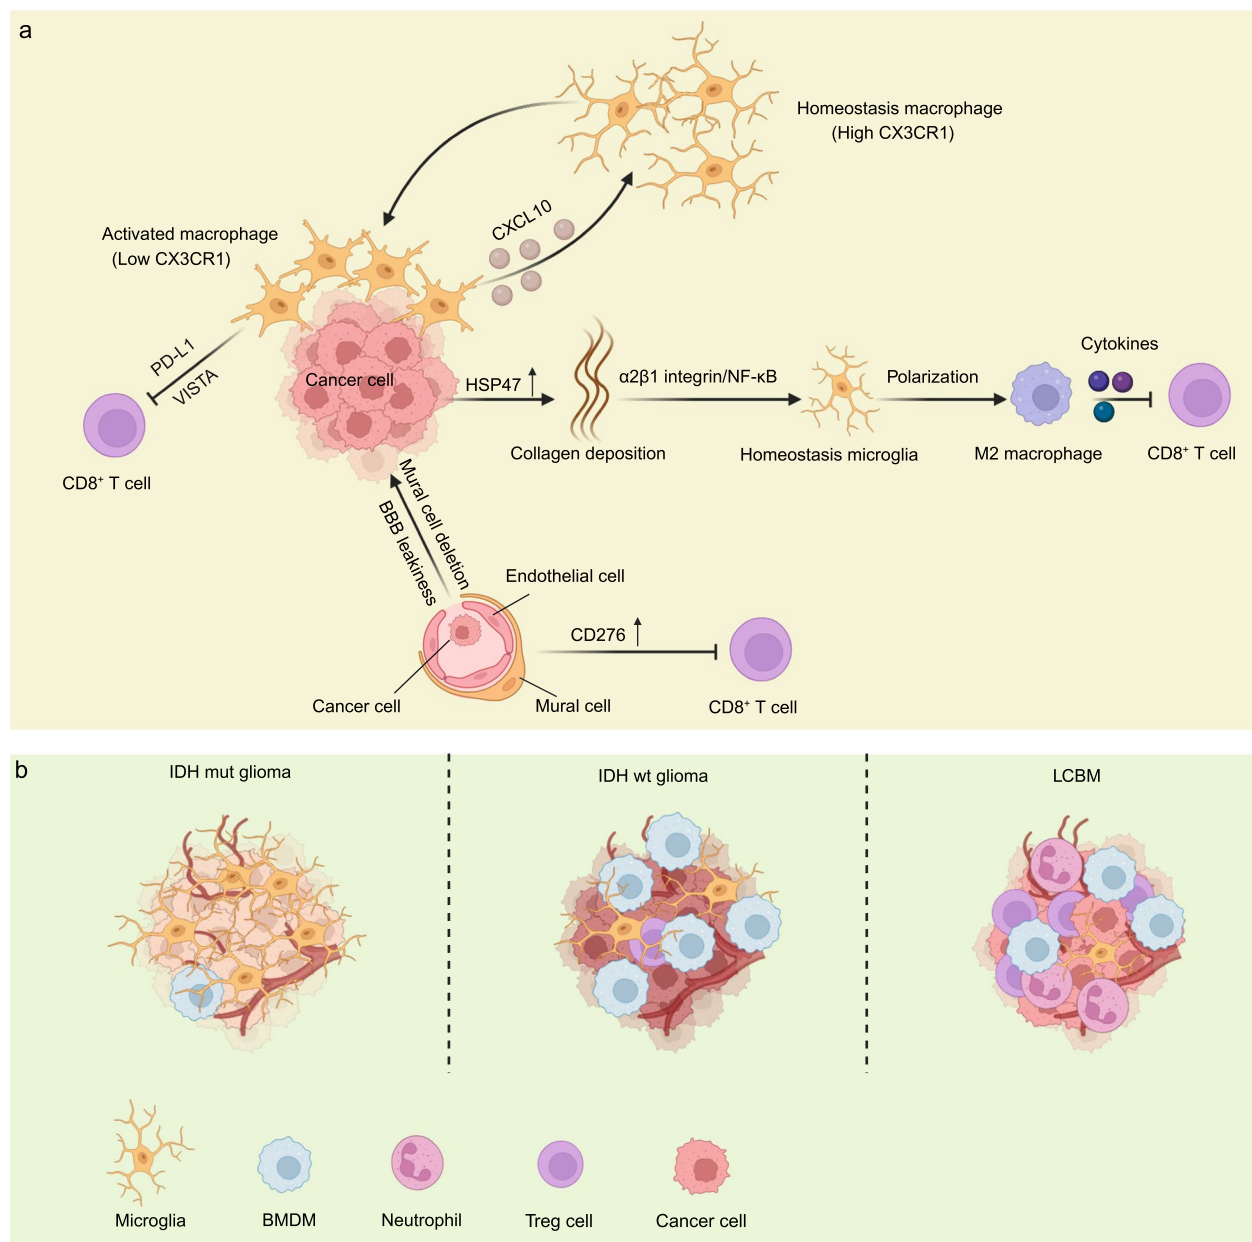 a
Homeostasis macrophage
(High CX3CR1)
CXCL10
Activated macrophage
(Low CX3CR1)
PD-L1
VISTA
CD8⁺ T cell
Cancer cell
HSP47
Collagen deposition
α2β1 integrin/NF-κB
Homeostasis microglia
Polarization
M2 macrophage
Cytokines
CD8⁺ T cell
Mural cell deletion
BBB leakiness
Endothelial cell
Cancer cell
Mural cell
CD276
CD8⁺ T cell
b
IDH mut glioma
IDH wt glioma
LCBM
Microglia
BMDM
Neutrophil
Treg cell
Cancer cell